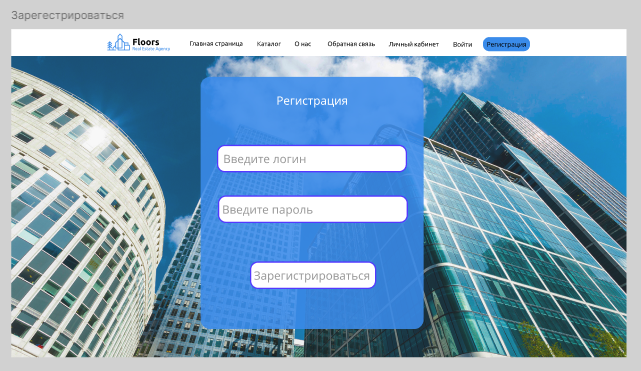 Зарегестрироваться
Floors
Real Estate Agency
Главная страница Каталог О нас Обратная связь Личный кабинет Войти Регистрация
Регистрация
Введите логин
Введите пароль
Зарегистрироваться